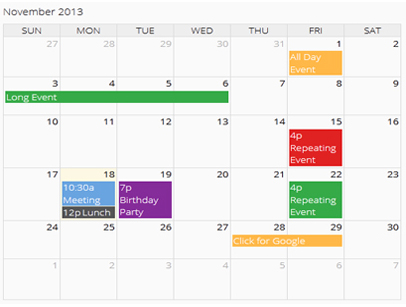 November 2013
SUN MON TUE WED THU FRI SAT
27 28 29 30 31 1 2
All Day
Event
3 4 5 6 7 8 9
Long Event
10 11 12 13 14 15 16
4p
Repeating
Event
17 18 19 20 21 22 23
10:30a
Meeting
12p Lunch
7p
Birthday
Party
4p
Repeating
Event
24 25 26 27 28 29 30
Click for Google
1 2 3 4 5 6 7